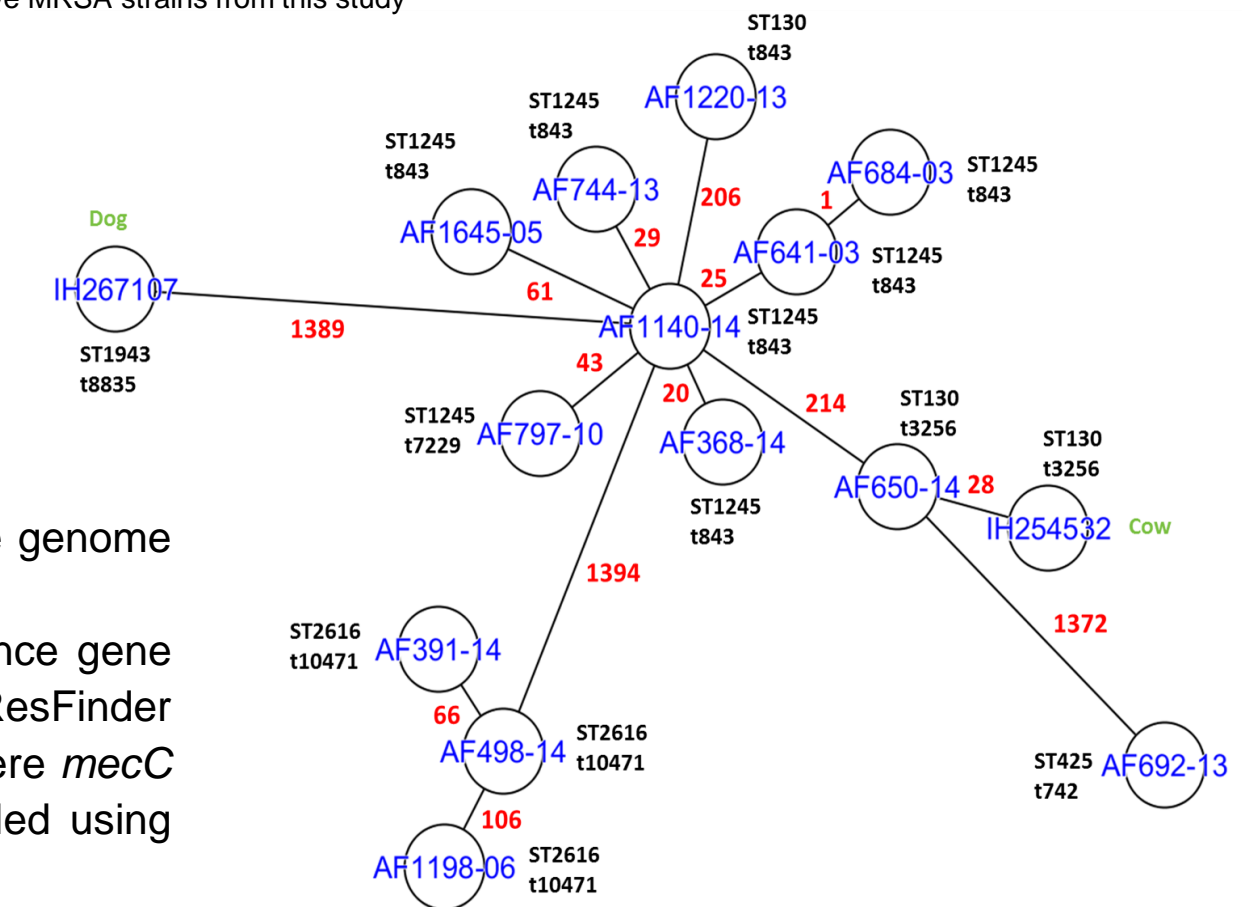 ve MRSA strains from this study
ST130
t843
AF1220-13
ST1245
t843
AF744-13
ST1245
t843
AF1645-05
AF684-03
ST1245
t843
1
206
29
25
AF641-03
ST1245
t843
Dog
IH267107
ST1943
t8835
1389
61
AF1140-14
ST1245
t843
43
20
214
ST1245
t7229
AF797-10
AF368-14
ST1245
t843
ST130
t3256
AF650-14
28
ST130
t3256
IH254532
Cow
1394
1372
e genome
nce gene
ResFinder
ere mecC
led using
ST2616
t10471
AF391-14
66
AF498-14
ST2616
t10471
106
AF1198-06
ST2616
t10471
ST425
t742
AF692-13